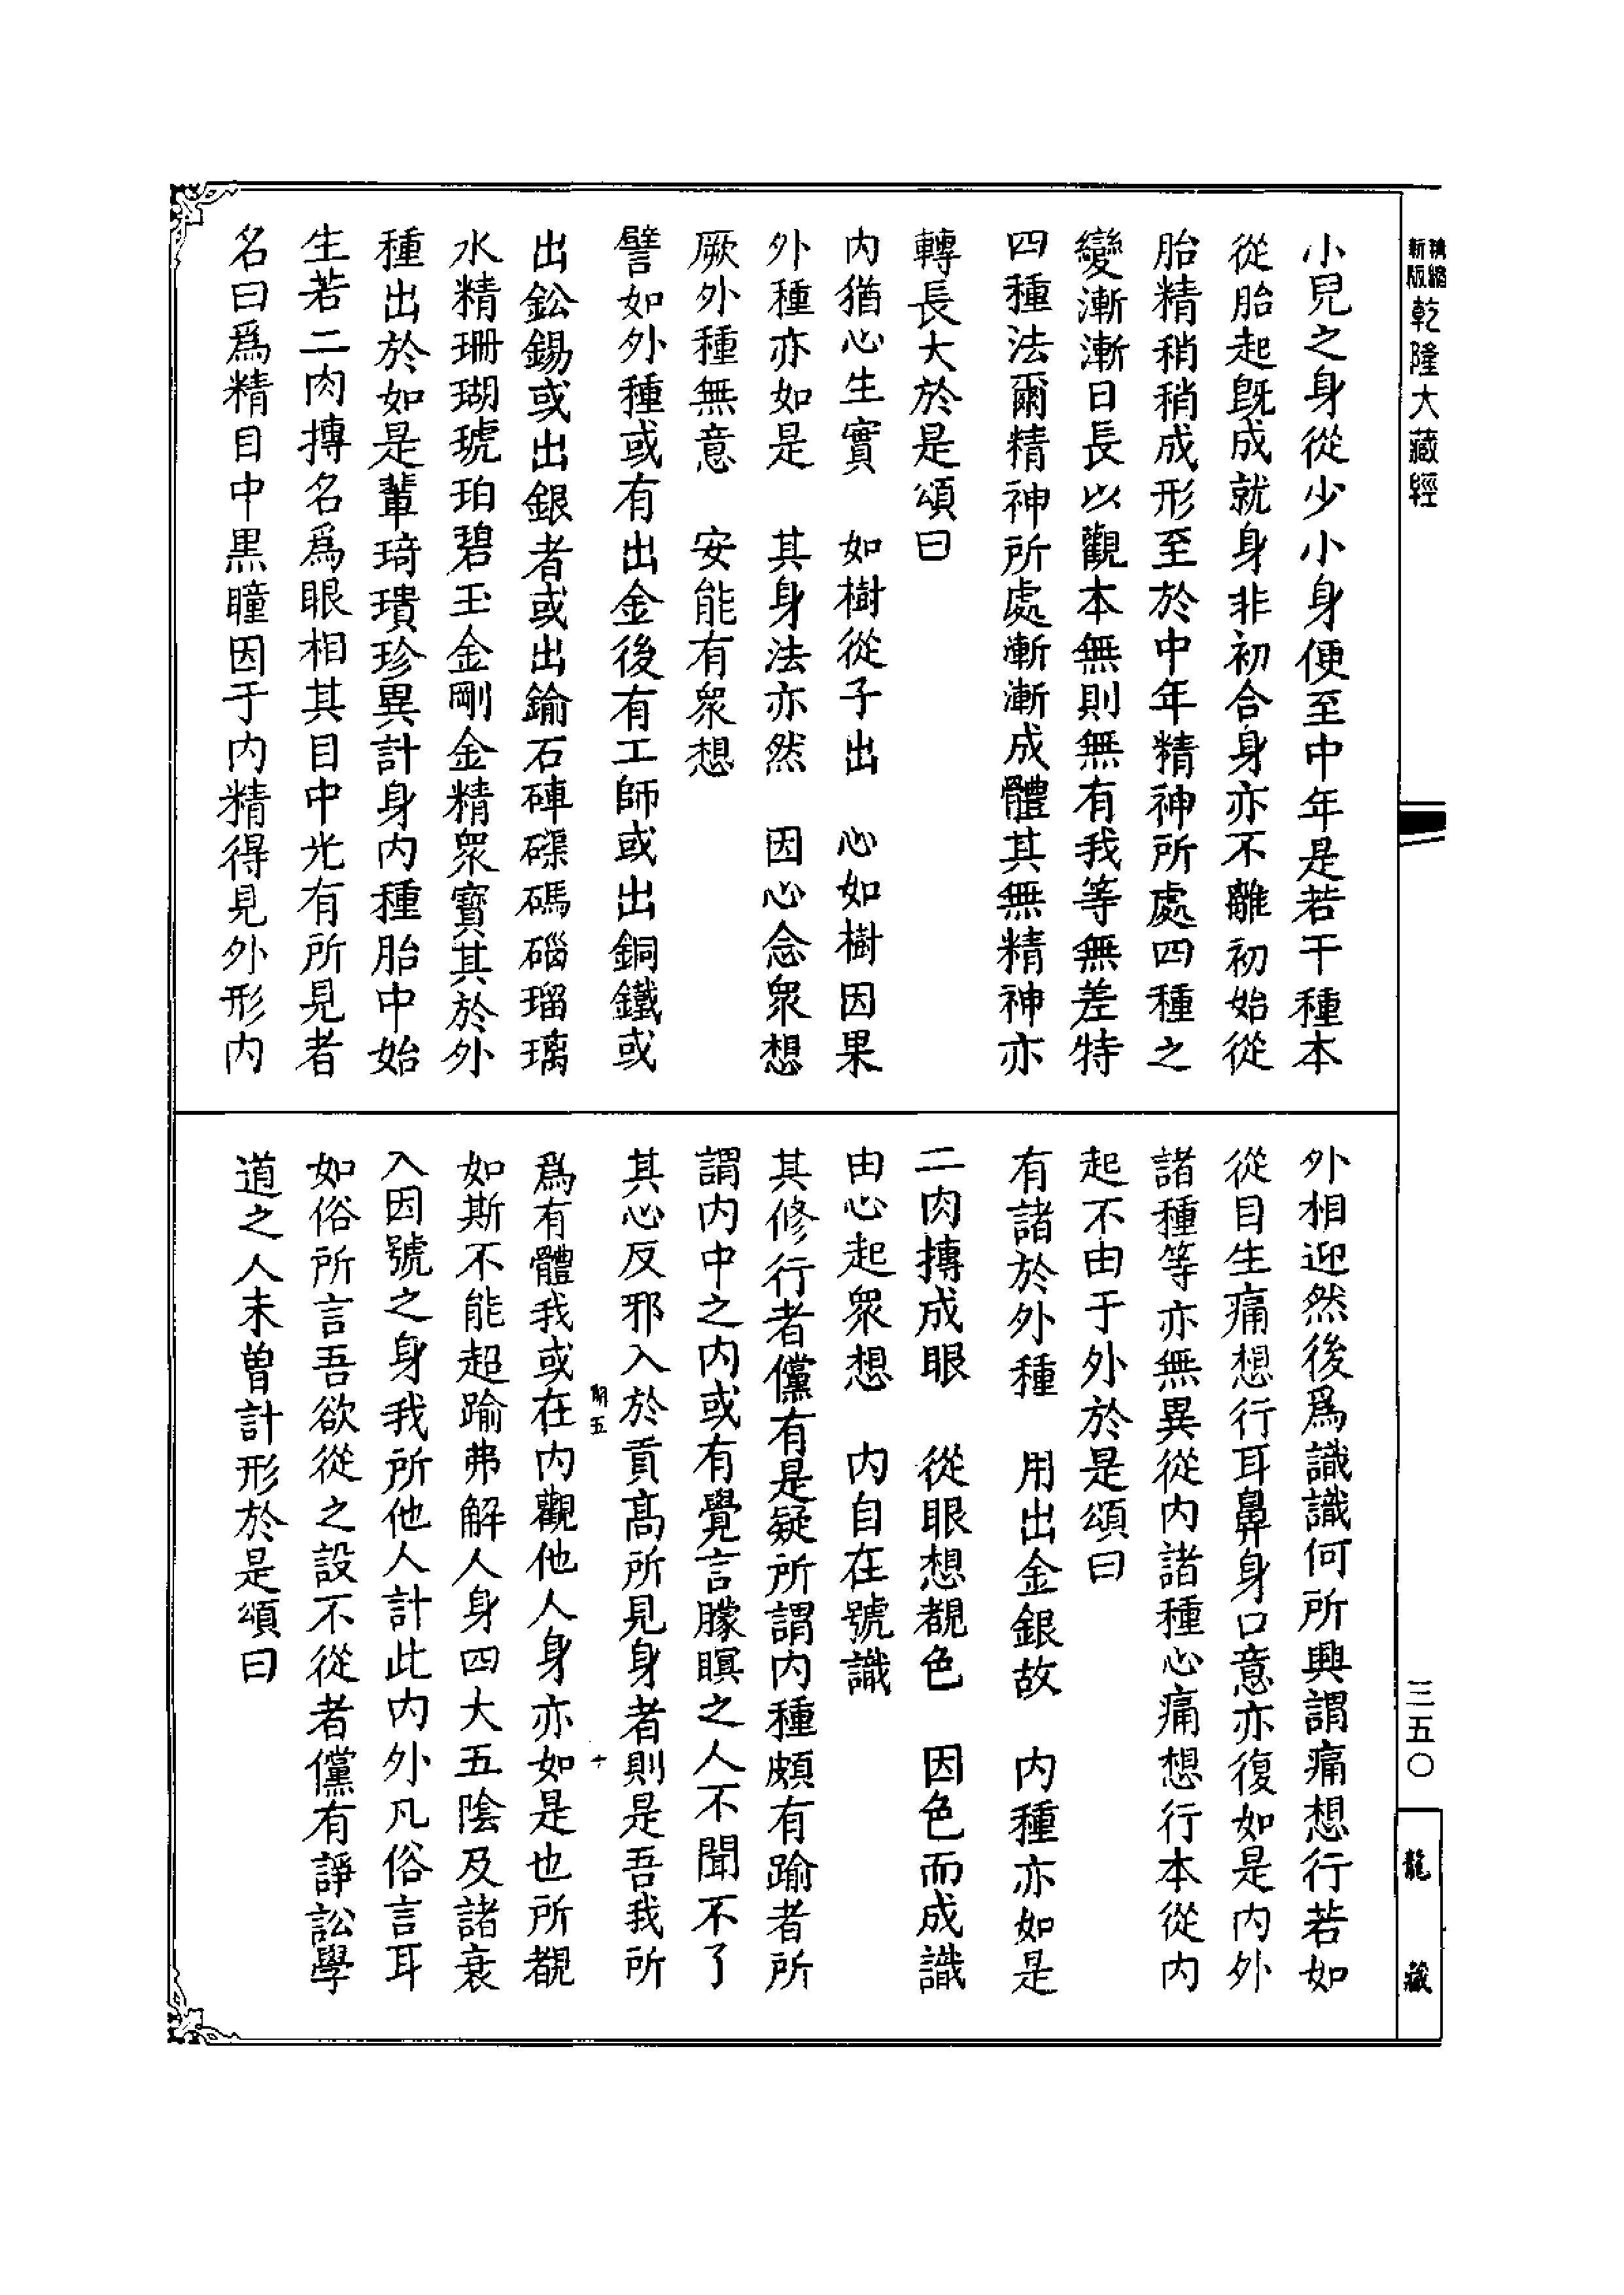 精縮
新版
乾隆大藏經
小兒之身從少小身便至中年是若干種本
從胎起旣成就身非初合身亦不離初始從
胎精稍稍成形至於中年精神所處四種之
變漸漸日長以觀本無則無有我等無差特
四種法爾精神所處漸漸成體其無精神亦
轉長大於是頌曰
內猶心生實　如樹從子出　心如樹因果
外種亦如是　其身法亦然　因心念衆想
厥外種無意　安能有衆想
譬如外種或有出金後有工師或出銅鐵或
出鈆錫或出銀者或出鍮石硨磲碼碯瑠璃
水精珊瑚琥珀碧玉金剛金精衆寶其於外
種出於如是輩琦璝珍異計身內種胎中始
生若二肉摶名爲眼相其目中光有所見者
名曰爲精目中黑瞳因于內精得見外形內
外相迎然後爲識識何所興謂痛想行若如
從目生痛想行耳鼻身口意亦復如是內外
諸種等亦無異從內諸種心痛想行本從內
起不由于外於是頌曰
有諸於外種　用出金銀故　內種亦如是
二肉摶成眼　從眼想覩色　因色而成識
由心起衆想　內自在號識
其修行者儻有是疑所謂內種頗有踰者所
謂內中之內或有覺言朦瞑之人不聞不了
其心反邪入於貢高所見身者則是吾我所
爲有體我或在內觀他人身亦如是也所覩
如斯不能超踰弗解人身四大五陰及諸衰
入因號之身我所他人計此內外凡俗言耳
如俗所言吾欲從之設不從者儻有諍訟學
道之人未曾計形於是頌曰
五
十
三五〇
龍藏